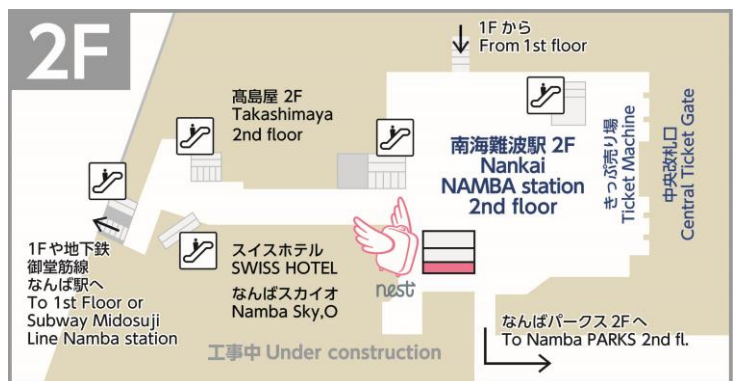 2F
1Fから
From 1st floor
髙島屋 2F
Takashimaya
2nd floor
南海難波駅 2F
Nankai
NAMBA station
2nd floor
きっぷ売り場
Ticket Machine
中央改札口
Central Ticket Gate
1Fや地下鉄
御堂筋線
なんば駅へ
To 1st Floor or
Subway Midosuji
Line Namba station
スイスホテル
SWISS HOTEL
なんばスカイオ
Namba Sky,O
nest
工事中 Under construction
なんばパークス 2Fへ
To Namba PARKS 2nd fl.